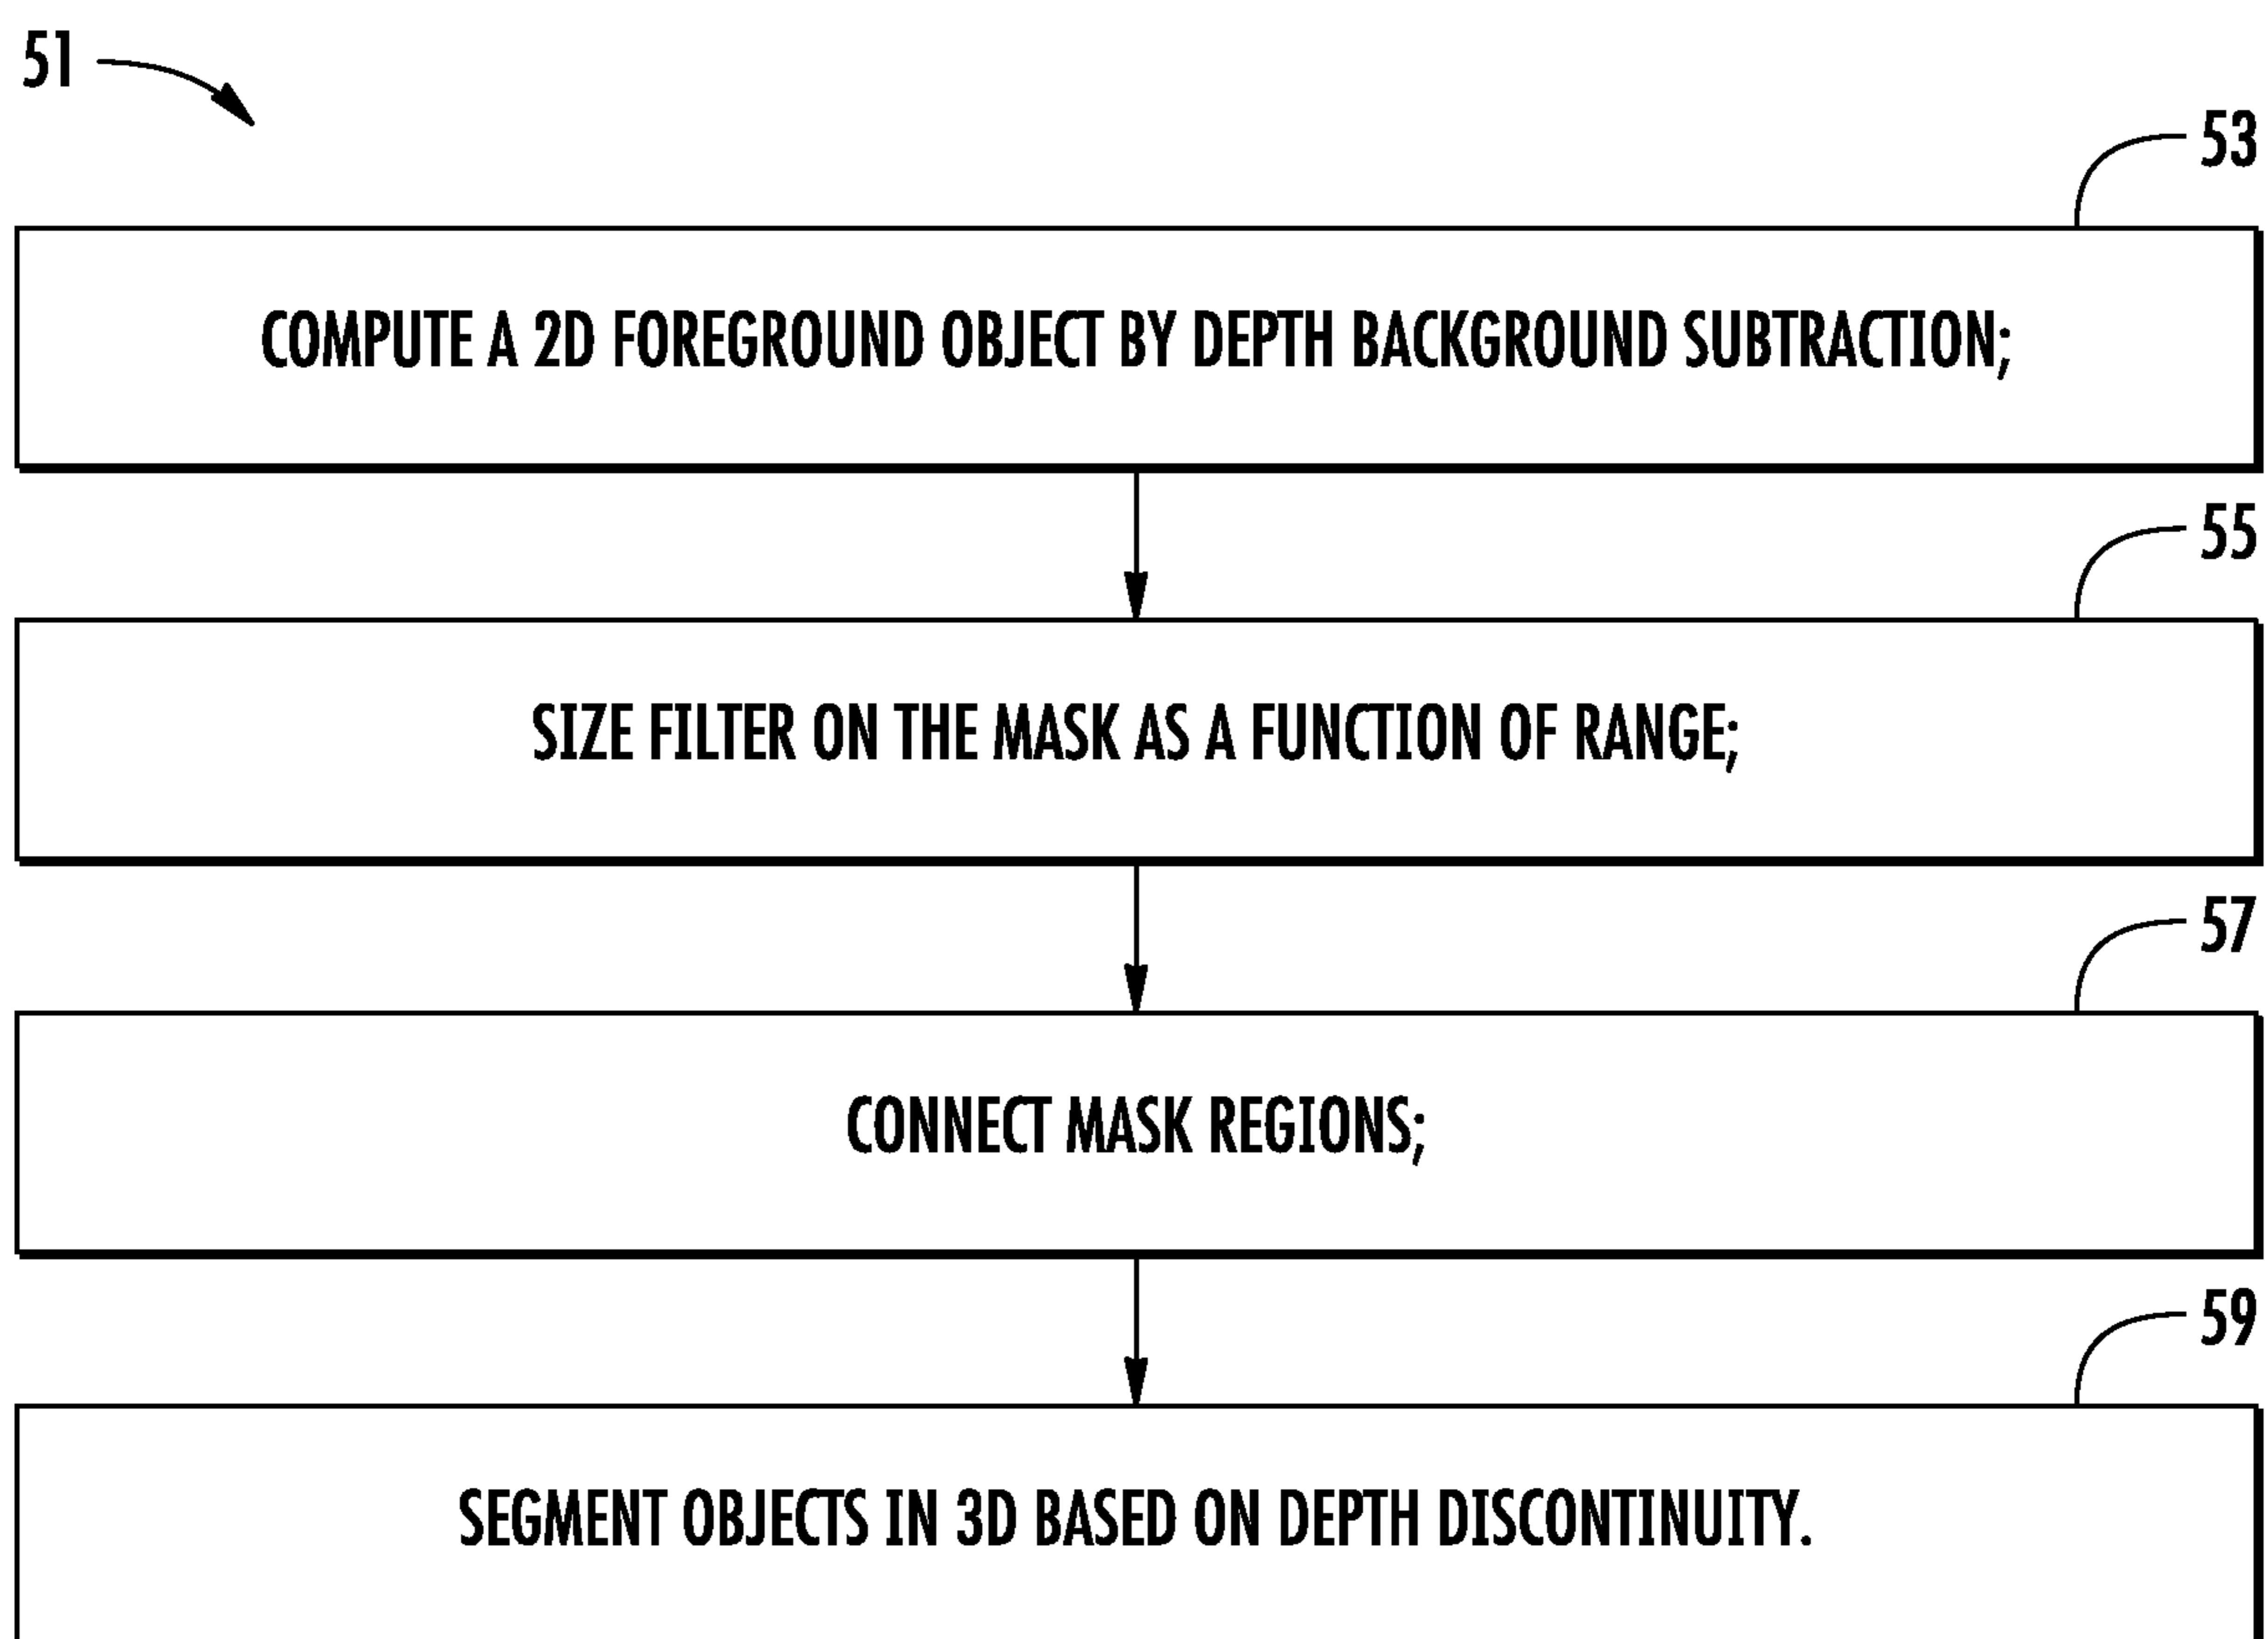 51
53
COMPUTE A 2D FOREGROUND OBJECT BY DEPTH BACKGROUND SUBTRACTION;
55
SIZE FILTER ON THE MASK AS A FUNCTION OF RANGE;
57
CONNECT MASK REGIONS;
59
SEGMENT OBJECTS IN 3D BASED ON DEPTH DISCONTINUITY.